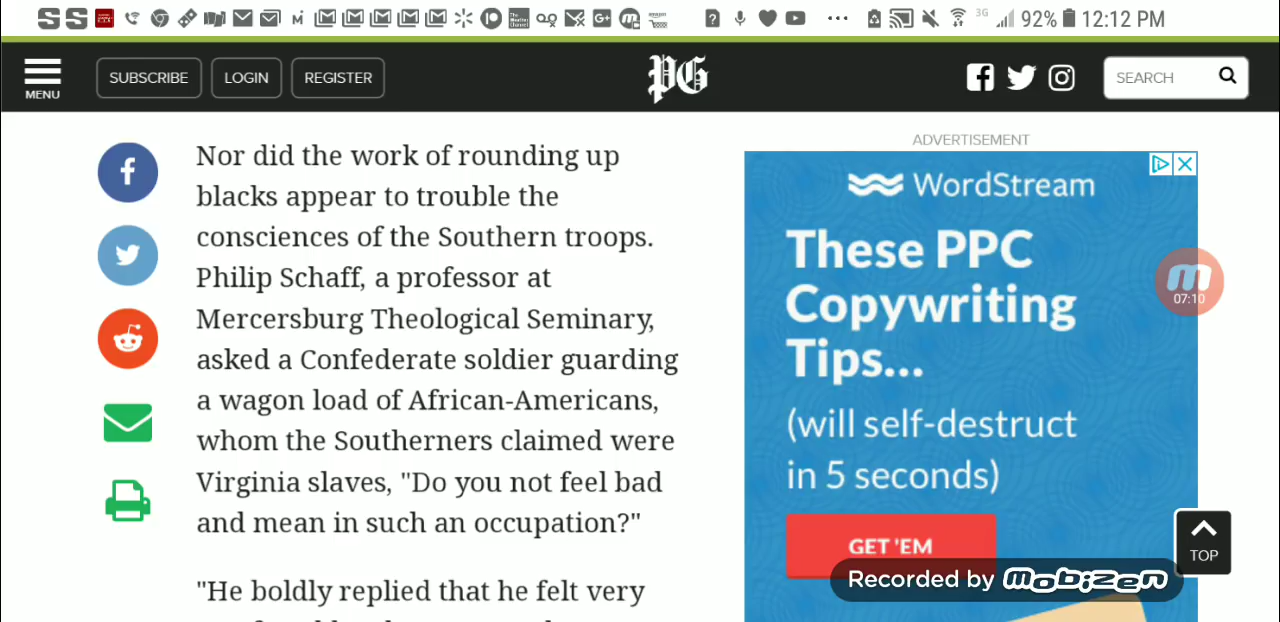 3G 92% 12:12 PM
MENU
SUBSCRIBE
LOGIN
REGISTER
PG
SEARCH
Nor did the work of rounding up
blacks appear to trouble the
consciences of the Southern troops.
Philip Schaff, a professor at
Mercersburg Theological Seminary,
asked a Confederate soldier guarding
a wagon load of African-Americans,
whom the Southerners claimed were
Virginia slaves, "Do you not feel bad
and mean in such an occupation?"
"He boldly replied that he felt very
ADVERTISEMENT
WordStream
These PPC
Copywriting
Tips...
(will self-destruct
in 5 seconds)
GET 'EM
07:10
TOP
Recorded by mobizen